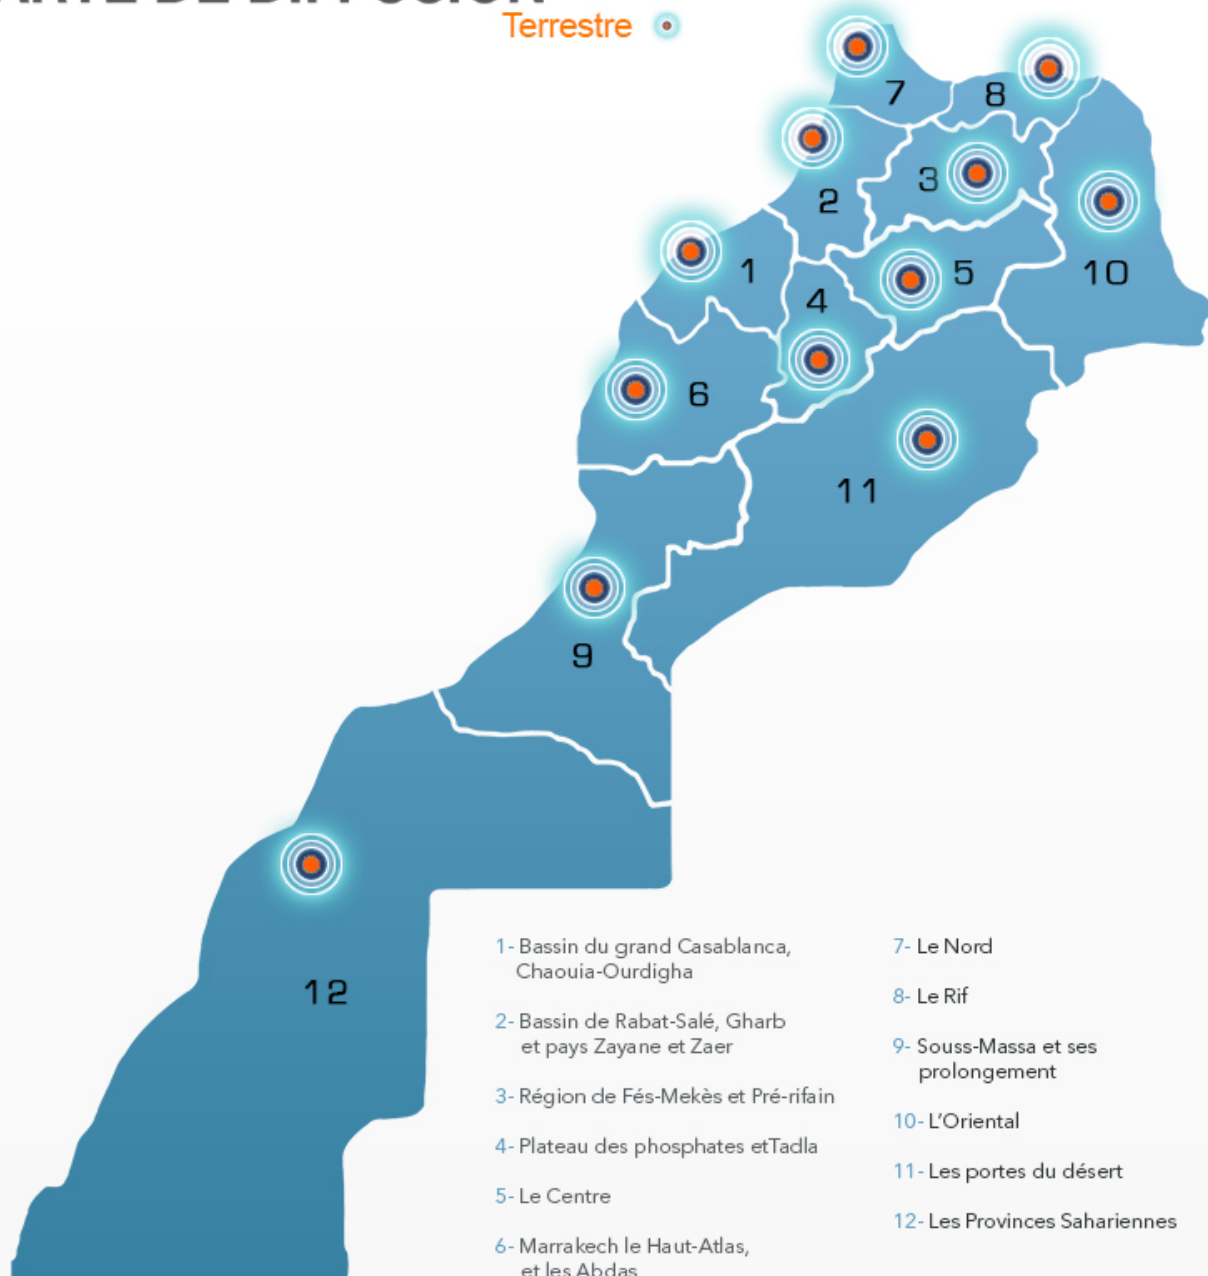 CARTE DE DIFFUSION
Terrestre
7
8
3
2
10
5
1
4
6
11
9
12
1- Bassin du grand Casablanca,
Chaouia-Ourdigha
2- Bassin de Rabat-Salé, Gharb
et pays Zayane et Zaer
3- Région de Fés-Mekès et Pré-rifain
4- Plateau des phosphates etTadla
5- Le Centre
6- Marrakech le Haut-Atlas,
et les Abdas
7- Le Nord
8- Le Rif
9- Souss-Massa et ses
prolongement
10- L'Oriental
11- Les portes du désert
12- Les Provinces Sahariennes